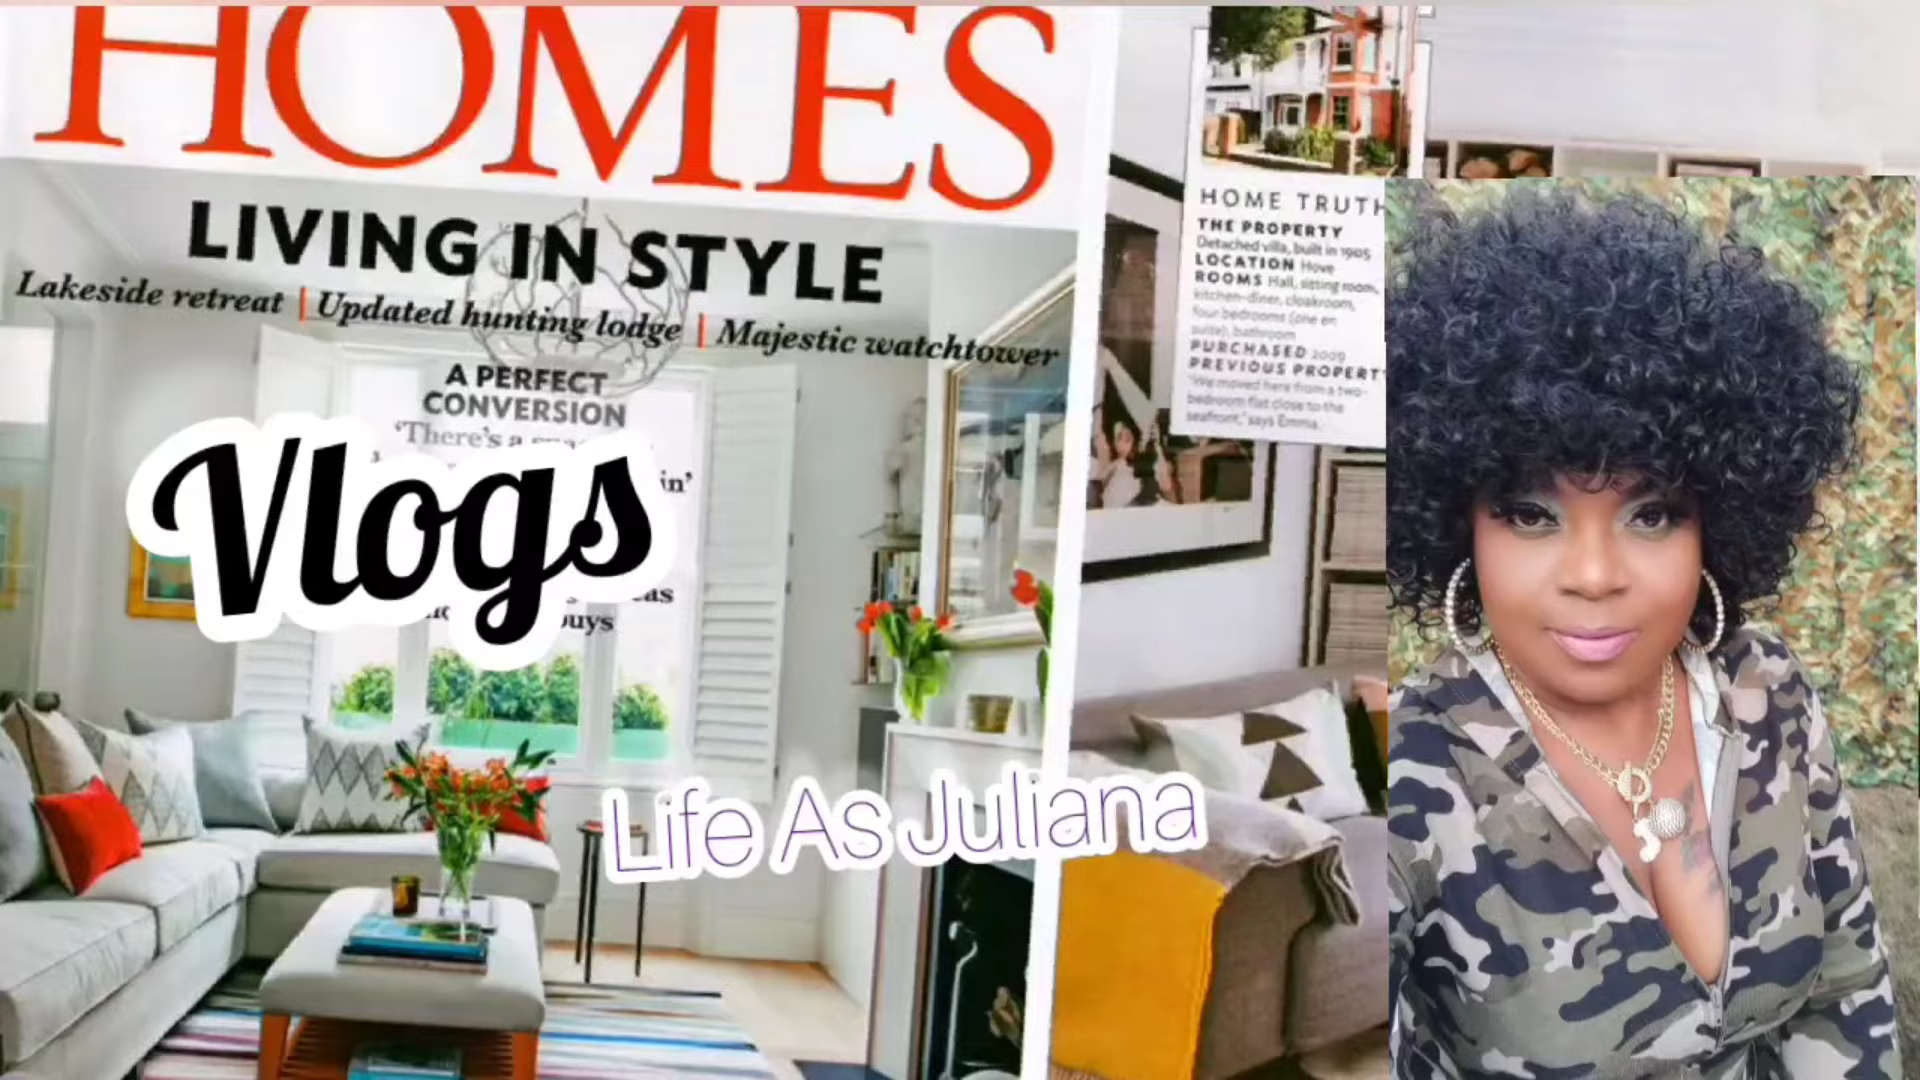 HOMES
LIVING IN STYLE
Lakeside retreat | Updated hunting lodge | Majestic watchtower
A PERFECT
CONVERSION
‘There’s a
in’
Vlogs
buys
Life As Juliana
HOME TRUTH
THE PROPERTY
Detached villa, built in 1905
LOCATION Hove
ROOMS Hall, sitting room,
kitchen-diner, cloakroom,
four bedrooms (one en
suite), bathroom
PURCHASED 2009
PREVIOUS PROPERTY
“We moved here from a two-
bedroom flat close to the
seafront,” says Emma.